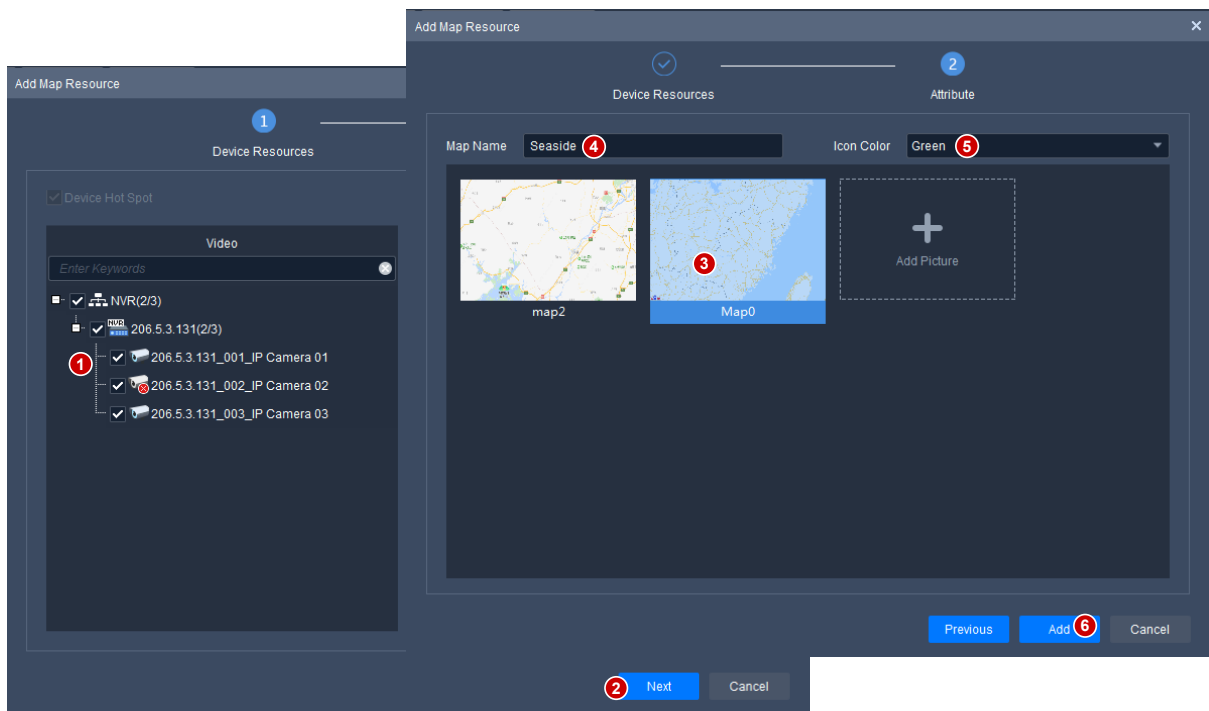 Add Map Resource
1
Device Resources
Device Hot Spot
Video
Enter Keywords
NVR(2/3)
NVR
206.5.3.131(2/3)
1
206.5.3.131_001_IP Camera 01
206.5.3.131_002_IP Camera 02
206.5.3.131_003_IP Camera 03
2 Next Cancel
Add Map Resource
2
Device Resources Attribute
Map Name Seaside 4 Icon Color Green 5
3
Add Picture
map2 Map0
Previous Add 6 Cancel